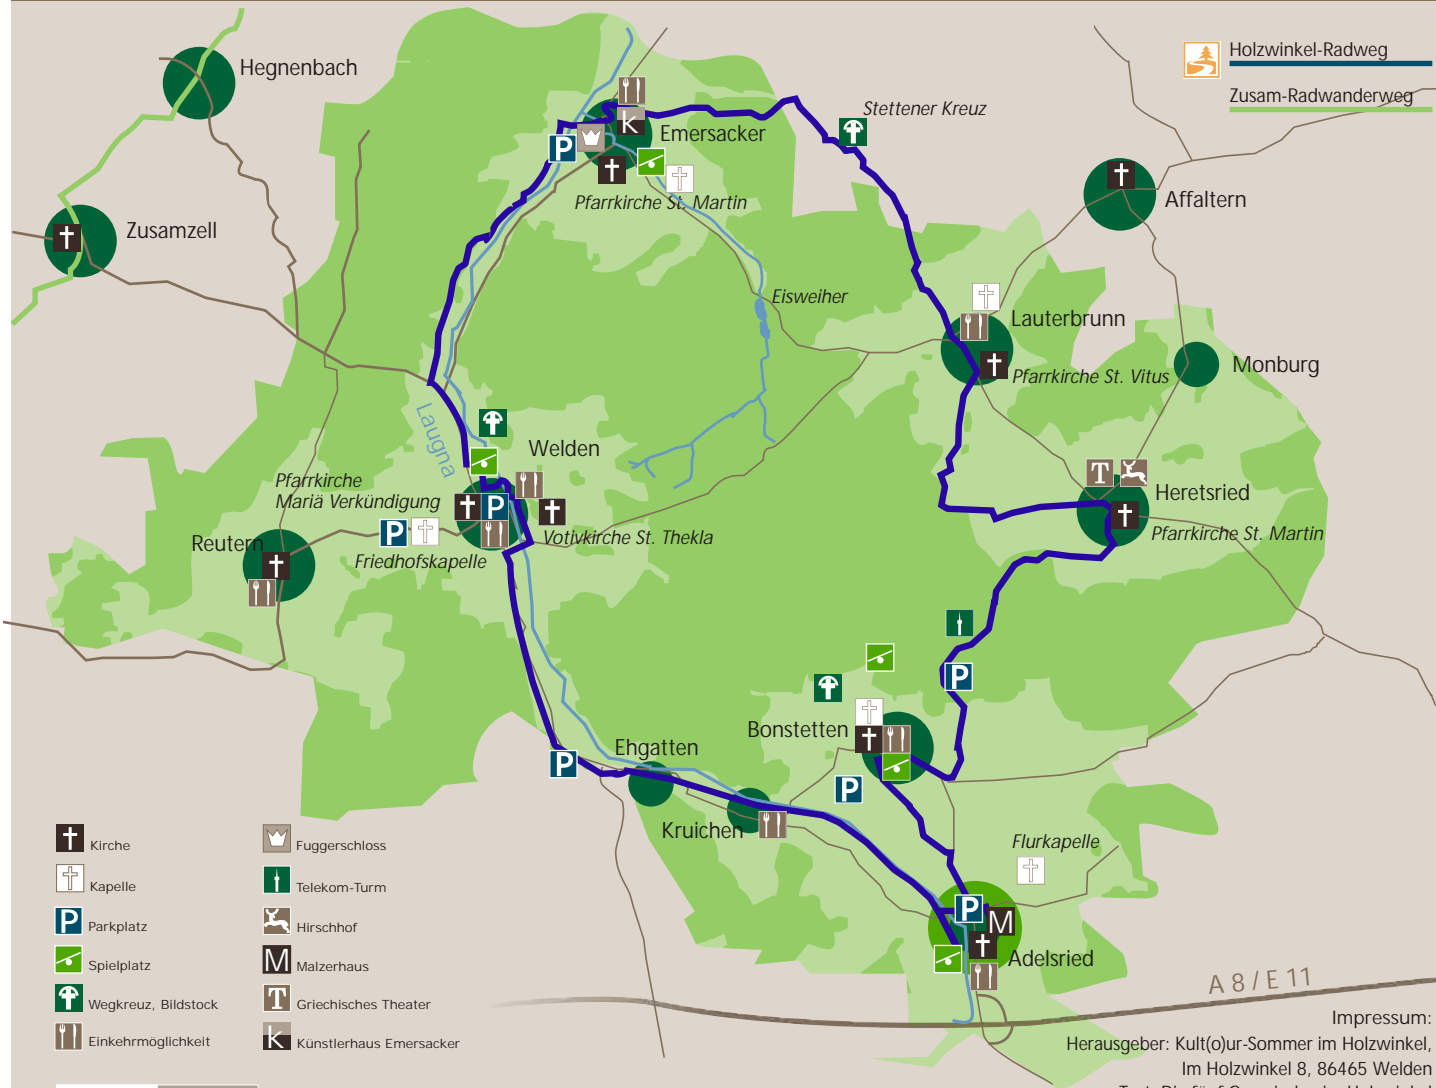 Holzwinkel-Radweg
Zusam-Radwanderweg
Hegnenbach
Stettener Kreuz
Emersacker
Pfarrkirche St. Martin
Affaltern
Zusamzell
Eisweiher
Lauterbrunn
Pfarrkirche St. Vitus
Monburg
Laugna
Welden
Pfarrkirche
Mariä Verkündigung
Heretsried
Pfarrkirche St. Martin
Votivkirche St. Thekla
Reutern
Friedhofskapelle
Bonstetten
Ehgatten
Kruichen
Flurkapelle
Adelsried
A 8 / E 11
P
k
P
P
T
P
P
P
P
P
M
Kirche
Kapelle
P Parkplatz
Spielplatz
Wegkreuz, Bildstock
Einkehrmöglichkeit
Fuggerschloss
Telekom-Turm
Hirschhof
M Malzerhaus
T Griechisches Theater
k Künstlerhaus Emersacker
Impressum:
Herausgeber: Kult(o)ur-Sommer im Holzwinkel,
Im Holzwinkel 8, 86465 Welden